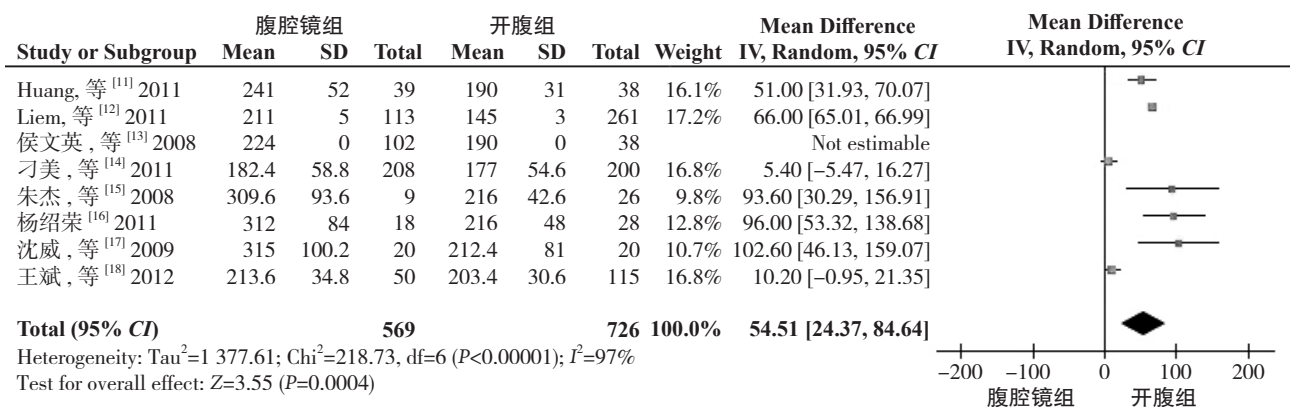 腹腔镜组 开腹组 Mean Difference Mean Difference
Study or Subgroup Mean SD Total Mean SD Total Weight IV, Random, 95% CI IV, Random, 95% CI
Huang, 等 [11] 2011 241 52 39 190 31 38 16.1% 51.00 [31.93, 70.07]
Liem, 等 [12] 2011 211 5 113 145 3 261 17.2% 66.00 [65.01, 66.99]
侯文英 , 等 [13] 2008 224 0 102 190 0 38 Not estimable
刁美 , 等 [14] 2011 182.4 58.8 208 177 54.6 200 16.8% 5.40 [−5.47, 16.27]
朱杰 , 等 [15] 2008 309.6 93.6 9 216 42.6 26 9.8% 93.60 [30.29, 156.91]
杨绍荣 [16] 2011 312 84 18 216 48 28 12.8% 96.00 [53.32, 138.68]
沈威 , 等 [17] 2009 315 100.2 20 212.4 81 20 10.7% 102.60 [46.13, 159.07]
王斌 , 等 [18] 2012 213.6 34.8 50 203.4 30.6 115 16.8% 10.20 [−0.95, 21.35]
Total (95% CI) 569 726 100.0% 54.51 [24.37, 84.64]
Heterogeneity: Tau²=1 377.61; Chi²=218.73, df=6 (P<0.00001); I²=97%
Test for overall effect: Z=3.55 (P=0.0004)
−200 −100 0 100 200
腹腔镜组 开腹组